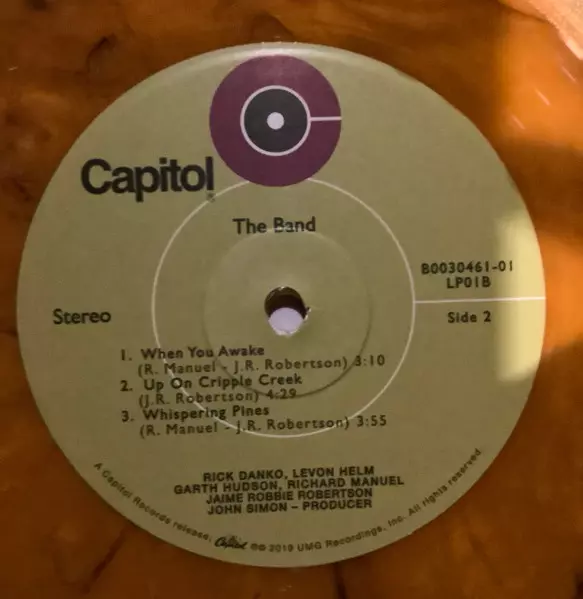 Capitol®
The Band
B0030461-01
LP01B
Stereo
Side 2
1. When You Awake
(R. Manuel - J.R. Robertson) 3:10
2. Up On Cripple Creek
(J.R. Robertson) 4:29
3. Whispering Pines
(R. Manuel - J.R. Robertson) 3:55
RICK DANKO, LEVON HELM
GARTH HUDSON, RICHARD MANUEL
JAIME ROBBIE ROBERTSON
JOHN SIMON – PRODUCER
A Capitol Records release; Capitol ℗© 2019 UMG Recordings, Inc. All rights reserved.